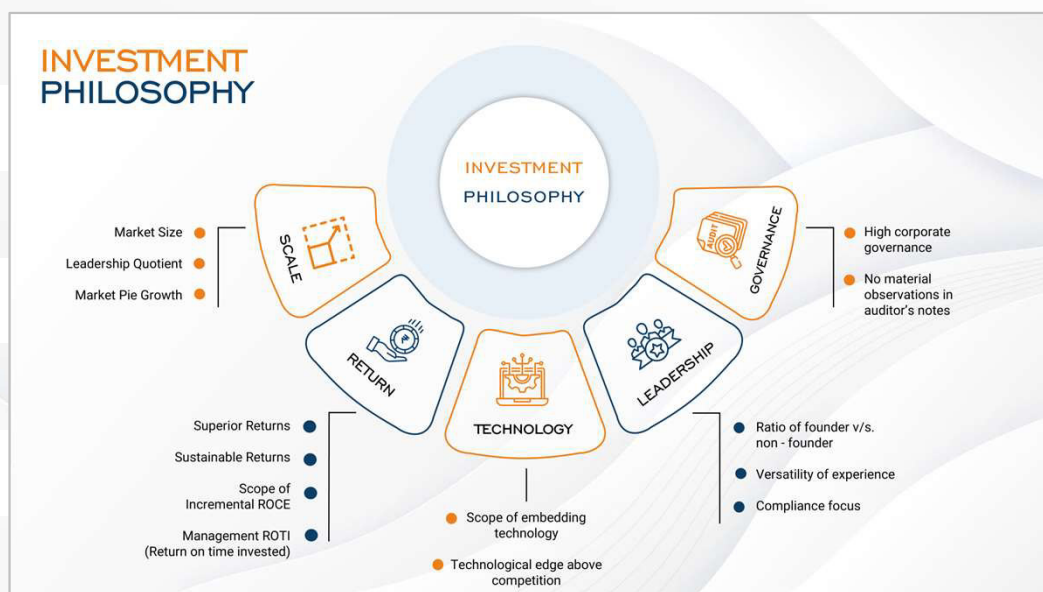 INVESTMENT
PHILOSOPHY
INVESTMENT
PHILOSOPHY
SCALE
Market Size
Leadership Quotient
Market Pie Growth
RETURN
Superior Returns
Sustainable Returns
Scope of
Incremental ROCE
Management ROTI
(Return on time invested)
TECHNOLOGY
Scope of embedding
technology
Technological edge above
competition
LEADERSHIP
Ratio of founder v/s.
non - founder
Versatility of experience
Compliance focus
AUDIT
GOVERNANCE
High corporate
governance
No material
observations in
auditor's notes